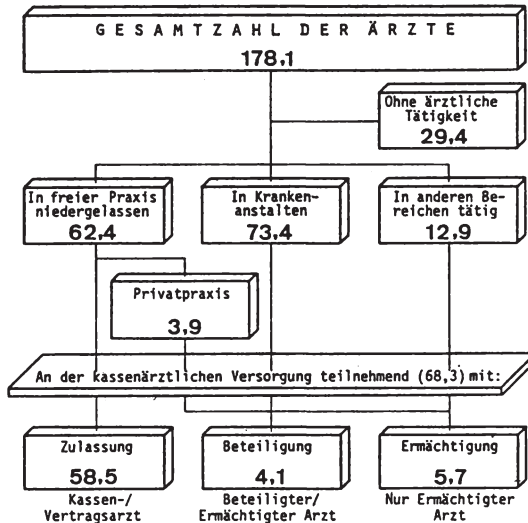 GESAMTZAHL DER ÄRZTE
178,1
Ohne ärztliche
Tätigkeit
29,4
In freier Praxis
niedergelassen
62,4
In Kranken-
anstalten
73,4
In anderen Be-
reichen tätig
12,9
Privatpraxis
3,9
An der kassenärztlichen Versorgung teilnehmend (68,3) mit:
Zulassung
58,5
Beteiligung
4,1
Ermächtigung
5,7
Kassen-/
Vertragsarzt
Beteiligter/
Ermächtigter Arzt
Nur Ermächtigter
Arzt